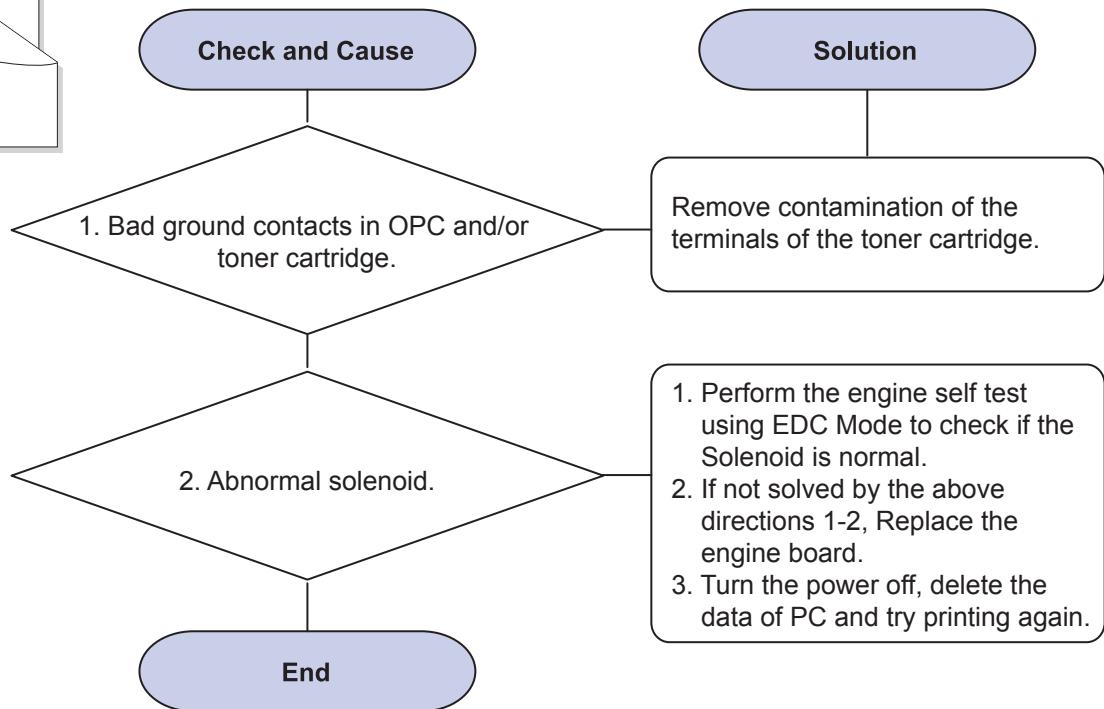 Check and Cause
Solution
1. Bad ground contacts in OPC and/or
toner cartridge.
Remove contamination of the
terminals of the toner cartridge.
2. Abnormal solenoid.
1. Perform the engine self test
using EDC Mode to check if the
Solenoid is normal.
2. If not solved by the above
directions 1-2, Replace the
engine board.
3. Turn the power off, delete the
data of PC and try printing again.
End